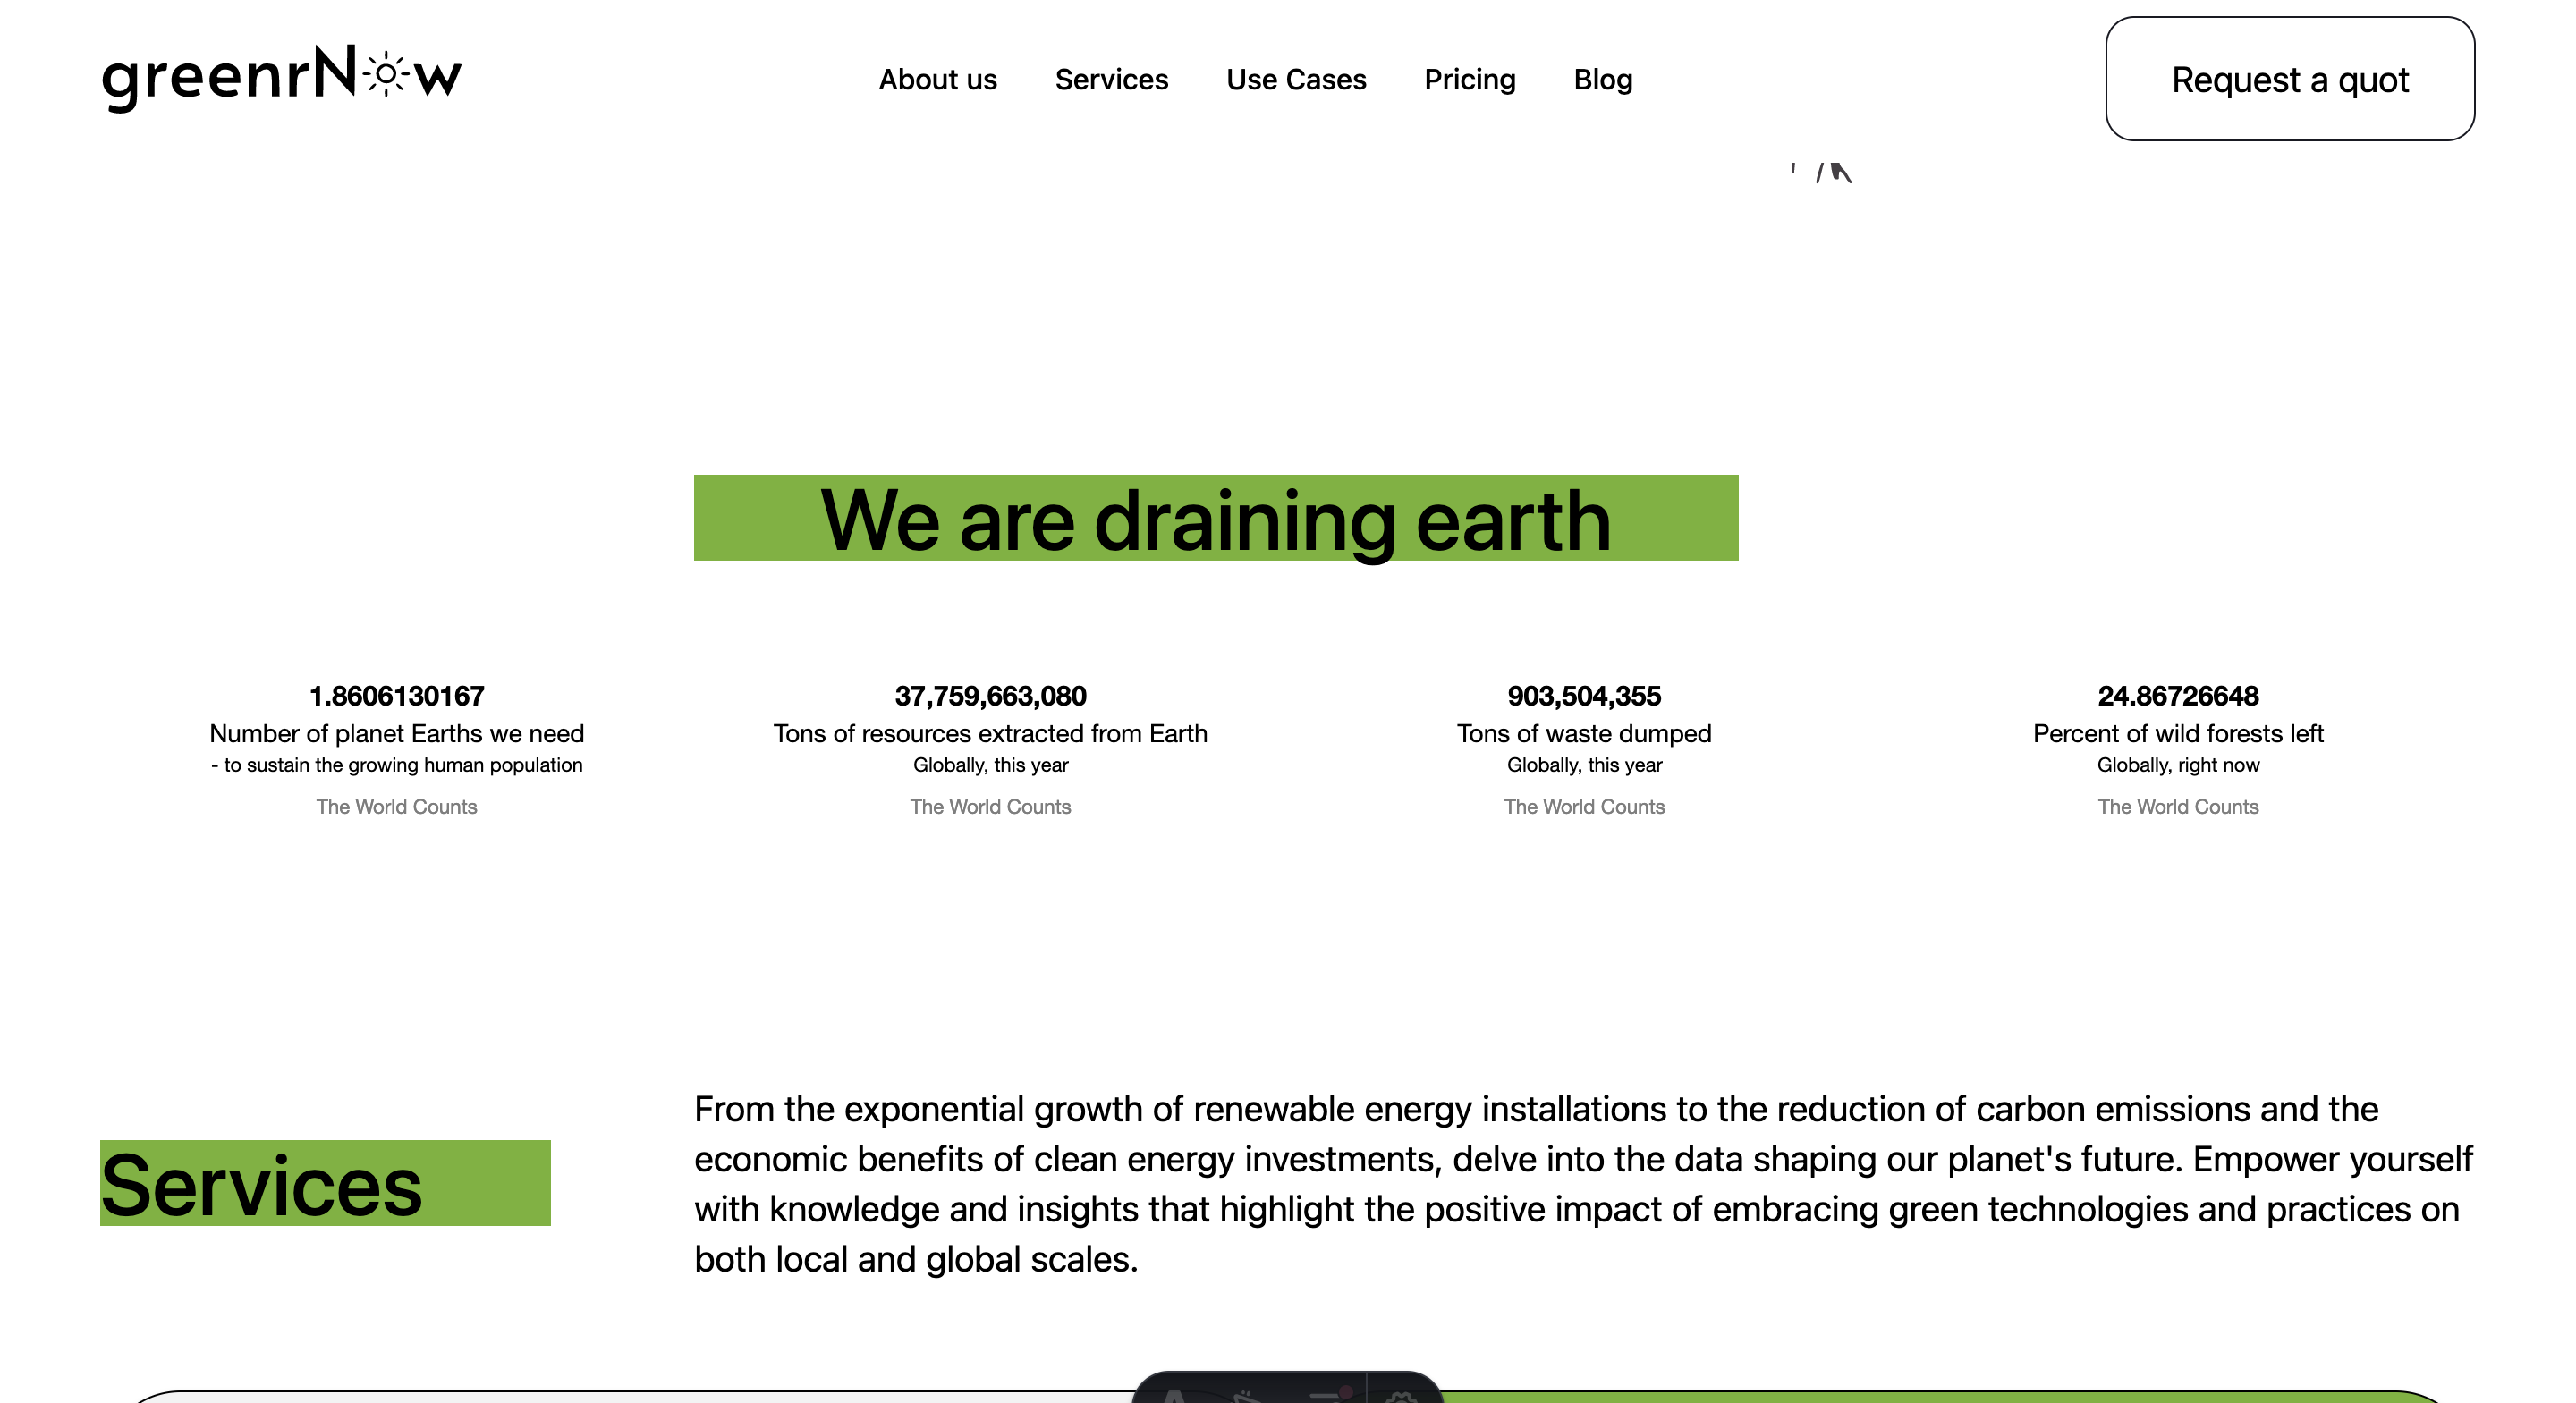 greenrNow
About us Services Use Cases Pricing Blog
Request a quot
We are draining earth
1.8606130167
Number of planet Earths we need
- to sustain the growing human population
The World Counts
37,759,663,080
Tons of resources extracted from Earth
Globally, this year
The World Counts
903,504,355
Tons of waste dumped
Globally, this year
The World Counts
24.86726648
Percent of wild forests left
Globally, right now
The World Counts
Services
From the exponential growth of renewable energy installations to the reduction of carbon emissions and the
economic benefits of clean energy investments, delve into the data shaping our planet's future. Empower yourself
with knowledge and insights that highlight the positive impact of embracing green technologies and practices on
both local and global scales.